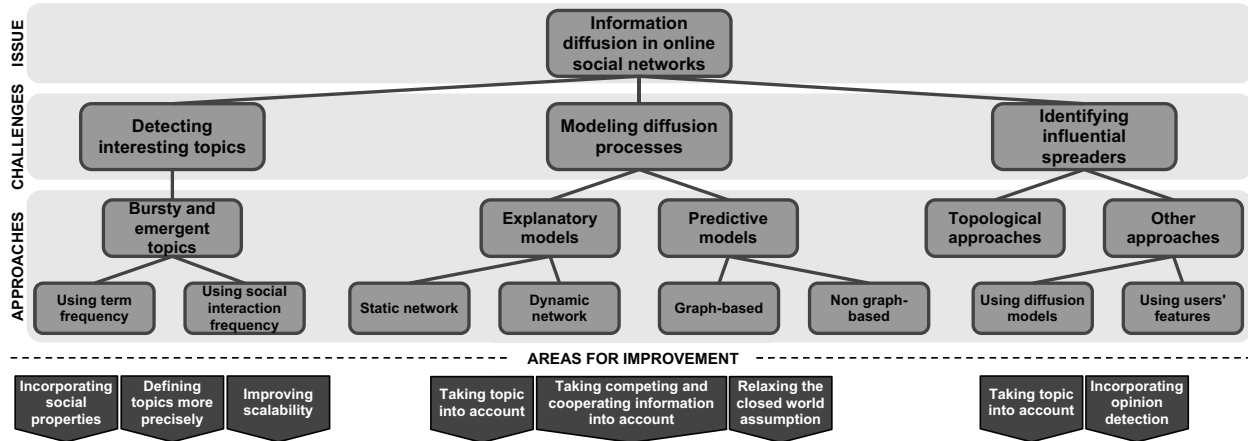 ISSUE
Information
diffusion in online
social networks
CHALLENGES
Detecting
interesting topics
Modeling diffusion
processes
Identifying
influential
spreaders
APPROACHES
Bursty and
emergent
topics
Explanatory
models
Predictive
models
Topological
approaches
Other
approaches
Using term
frequency
Using social
interaction
frequency
Static network
Dynamic
network
Graph-based
Non graph-
based
Using diffusion
models
Using users'
features
AREAS FOR IMPROVEMENT
Incorporating
social
properties
Defining
topics more
precisely
Improving
scalability
Taking topic
into account
Taking competing and
cooperating information
into account
Relaxing the
closed world
assumption
Taking topic
into account
Incorporating
opinion
detection